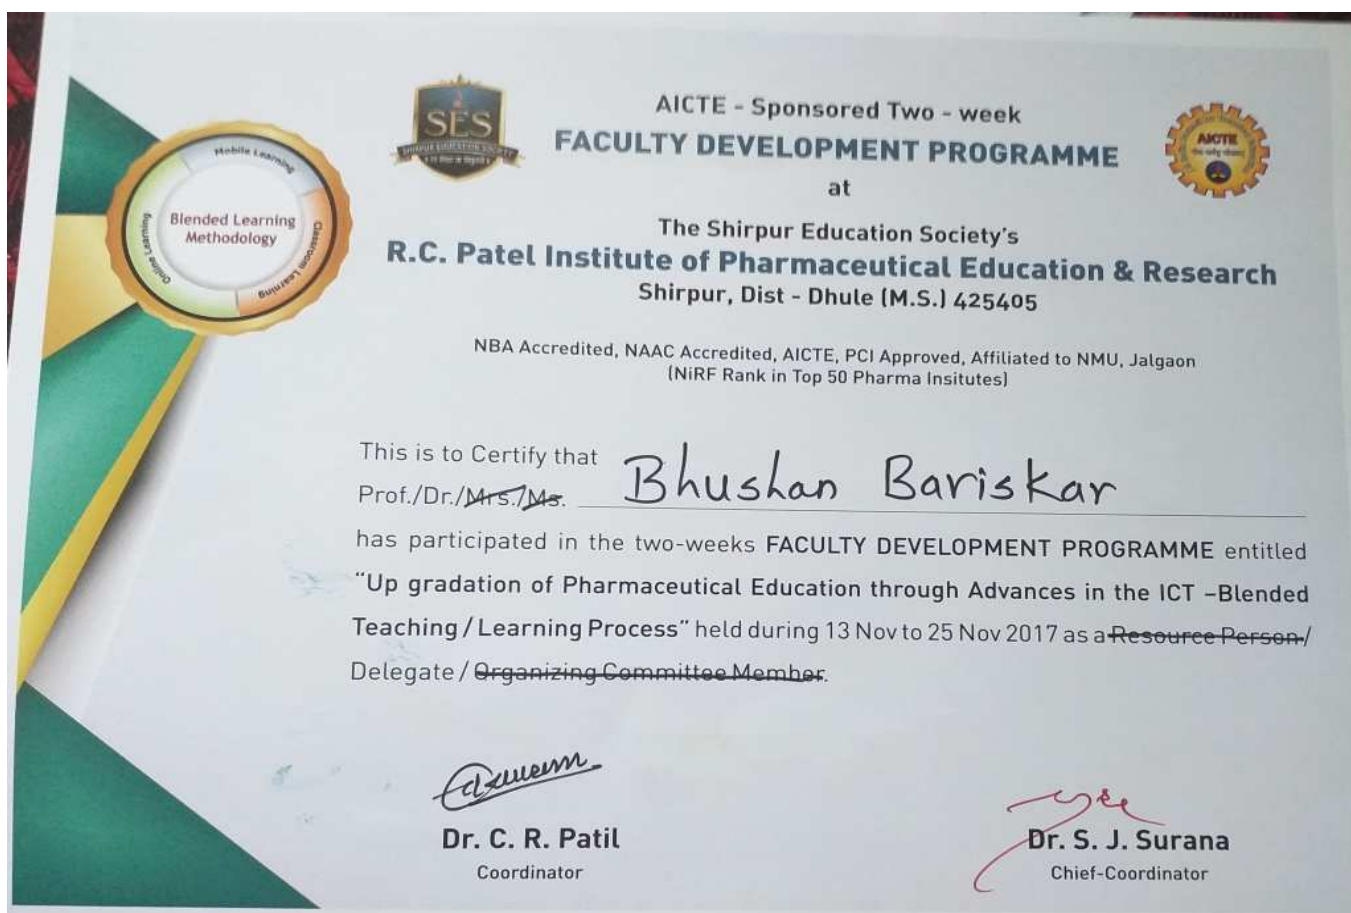 SES
SHIRPUR EDUCATION SOCIETY
AICTE - Sponsored Two - week
FACULTY DEVELOPMENT PROGRAMME
at
AICTE
The Shirpur Education Society's
R.C. Patel Institute of Pharmaceutical Education & Research
Shirpur, Dist - Dhule (M.S.) 425405
NBA Accredited, NAAC Accredited, AICTE, PCI Approved, Affiliated to NMU, Jalgaon
(NiRF Rank in Top 50 Pharma Insitutes)
Mobile Learning
Classroom Learning
Online Learning
Blended Learning
Methodology
This is to Certify that
Prof./Dr./Mrs./Ms. Bhushan Bariskar
has participated in the two-weeks FACULTY DEVELOPMENT PROGRAMME entitled
"Up gradation of Pharmaceutical Education through Advances in the ICT –Blended
Teaching / Learning Process" held during 13 Nov to 25 Nov 2017 as a Resource Person /
Delegate / Organizing Committee Member.
Dr. C. R. Patil
Coordinator
Dr. S. J. Surana
Chief-Coordinator